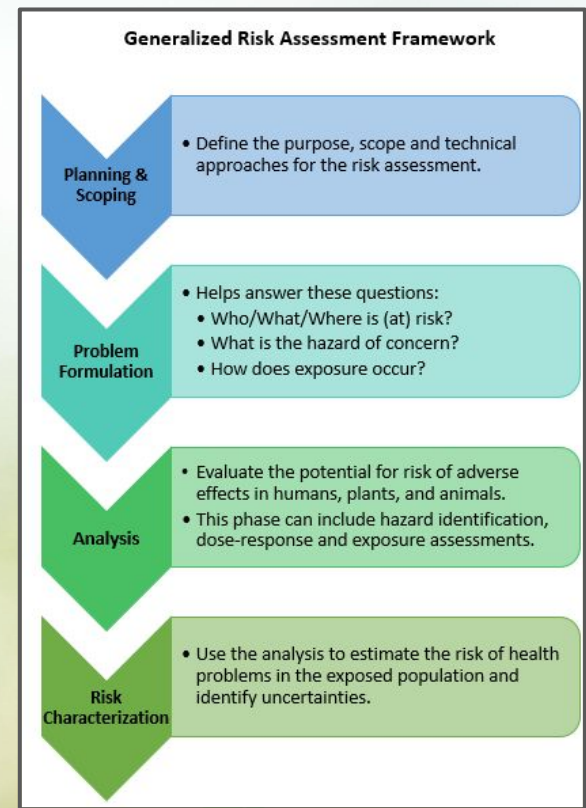 Generalized Risk Assessment Framework
Planning &
Scoping
• Define the purpose, scope and technical
approaches for the risk assessment.
Problem
Formulation
• Helps answer these questions:
• Who/What/Where is (at) risk?
• What is the hazard of concern?
• How does exposure occur?
Analysis
• Evaluate the potential for risk of adverse
effects in humans, plants, and animals.
• This phase can include hazard identification,
dose-response and exposure assessments.
Risk
Characterization
• Use the analysis to estimate the risk of health
problems in the exposed population and
identify uncertainties.